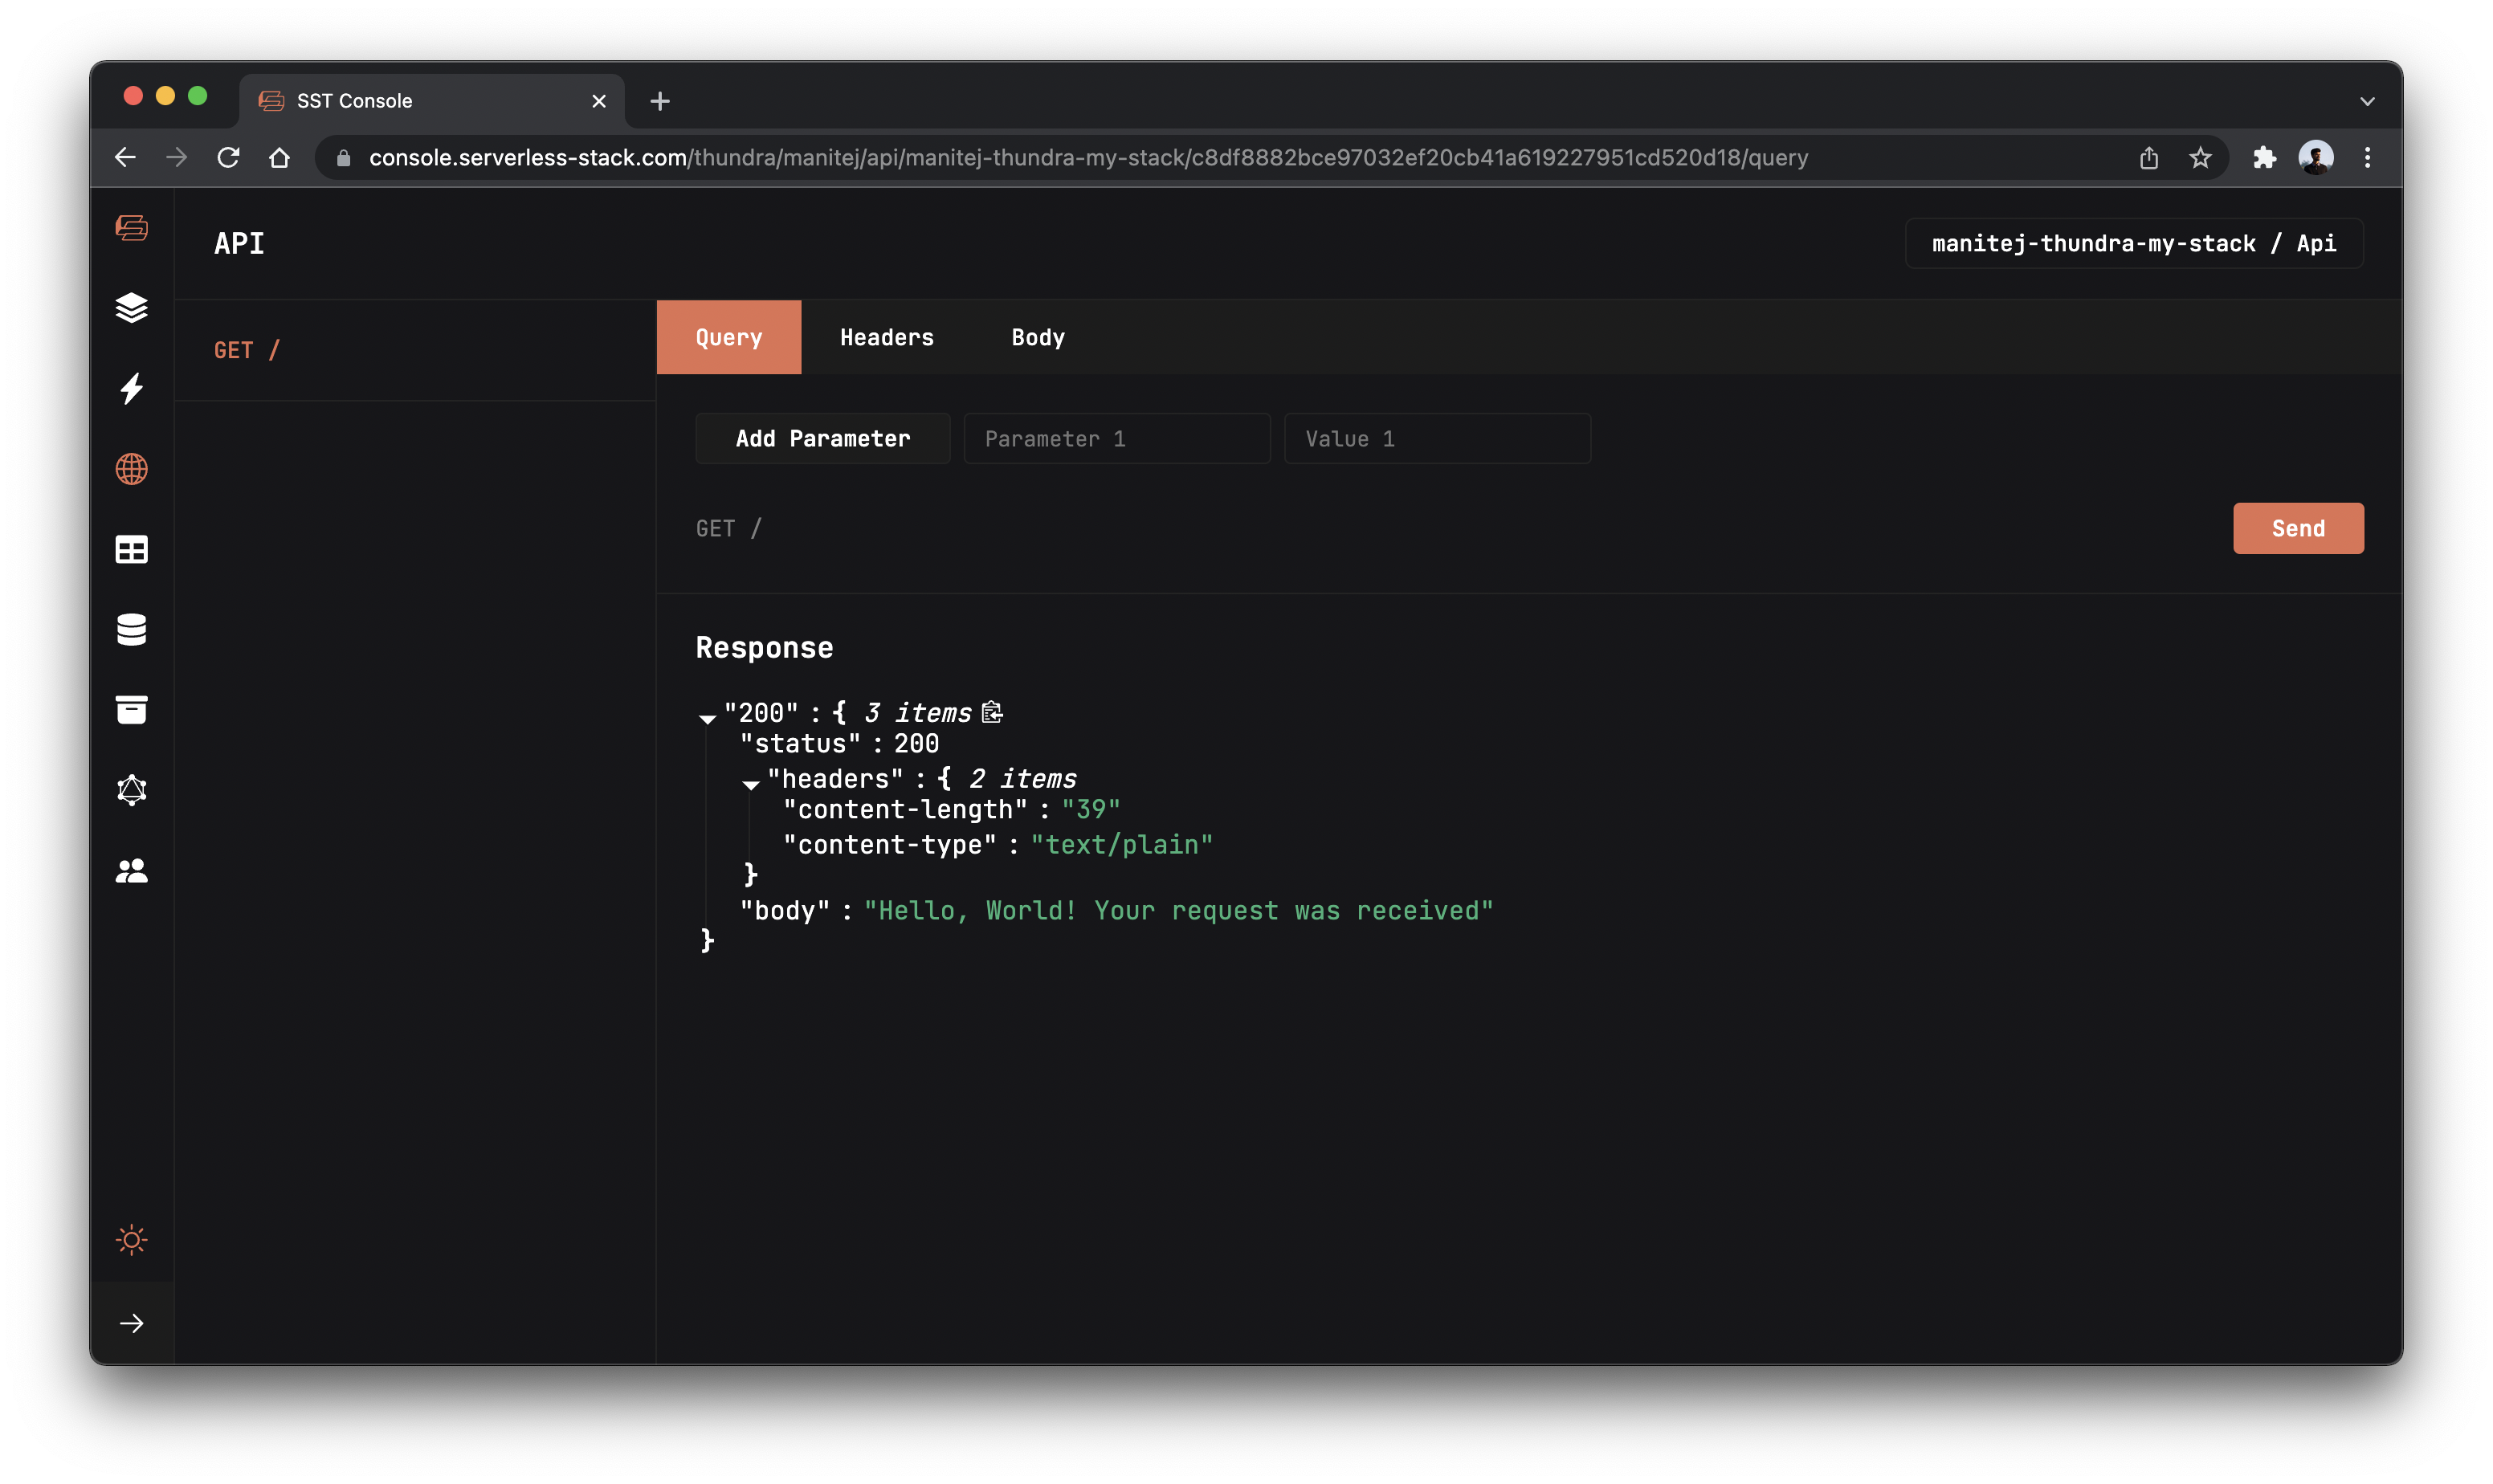 SST Console
console.serverless-stack.com/thundra/manitej/api/manitej-thundra-my-stack/c8df8882bce97032ef20cb41a619227951cd520d18/query
API
manitej-thundra-my-stack / Api
GET /
Query Headers Body
Add Parameter Parameter 1 Value 1
GET /
Send
Response
"200" : { 3 items
"status" : 200
"headers" : { 2 items
"content-length" : "39"
"content-type" : "text/plain"
}
"body" : "Hello, World! Your request was received"
}